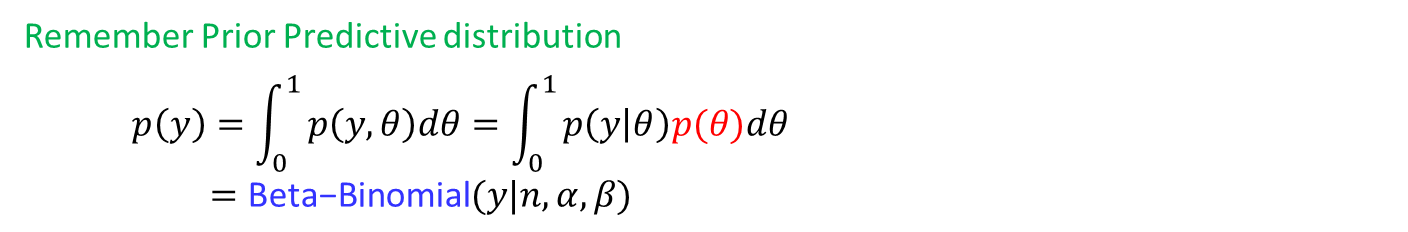 Remember Prior Predictive distribution
p(y) = ∫₀¹ p(y, θ)dθ = ∫₀¹ p(y|θ)p(θ)dθ
= Beta−Binomial(y|n, α, β)